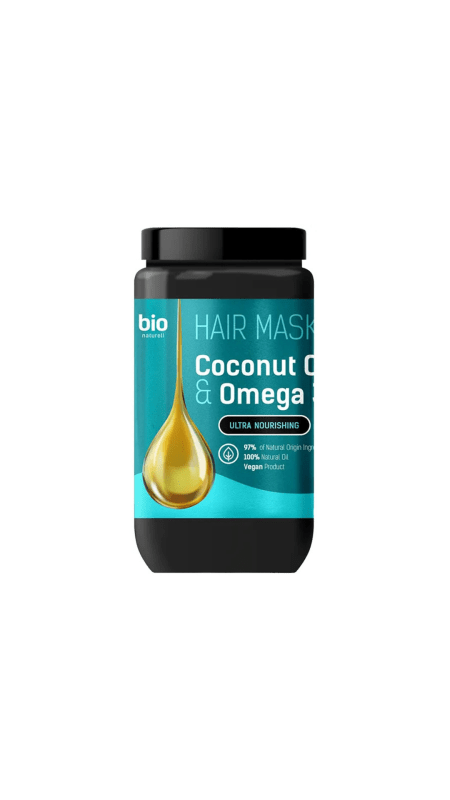 bio
naturell
HAIR MASK
Coconut
& Omega
ULTRA NOURISHING
97% of Natural Origin
100% Natural Oil
Vegan Product